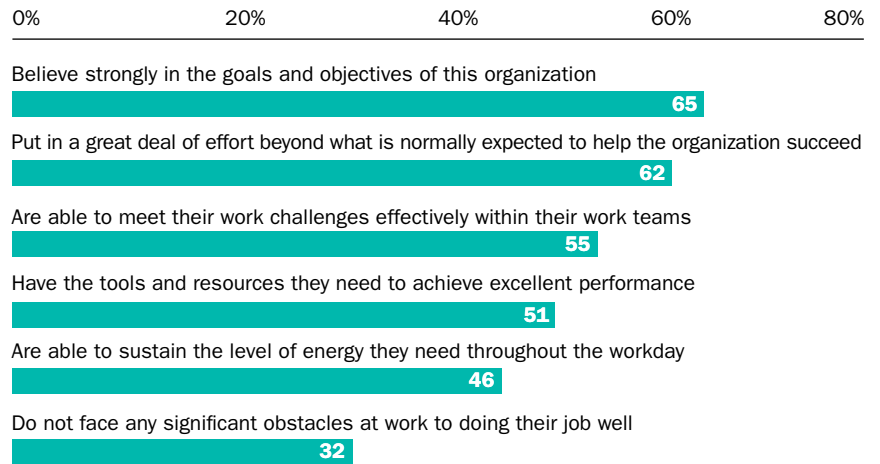 0% 20% 40% 60% 80%
Believe strongly in the goals and objectives of this organization
65
Put in a great deal of effort beyond what is normally expected to help the organization succeed
62
Are able to meet their work challenges effectively within their work teams
55
Have the tools and resources they need to achieve excellent performance
51
Are able to sustain the level of energy they need throughout the workday
46
Do not face any significant obstacles at work to doing their job well
32